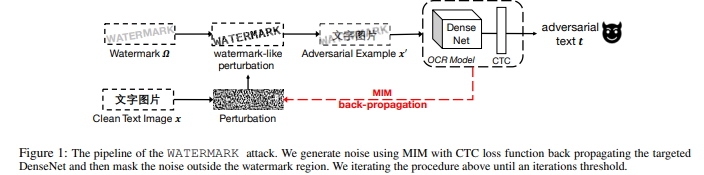 WATERMARK
Watermark Ω
WATERMARK
watermark-like
perturbation
WATERMARK
文字图片
Adversarial Example x′
Dense
Net
OCR Model
CTC
adversarial
text t
文字图片
Clean Text Image x
Perturbation
MIM
back-propagation
Figure 1: The pipeline of the WATERMARK attack. We generate noise using MIM with CTC loss function back propagating the targeted
DenseNet and then mask the noise outside the watermark region. We iterating the procedure above until an iterations threshold.